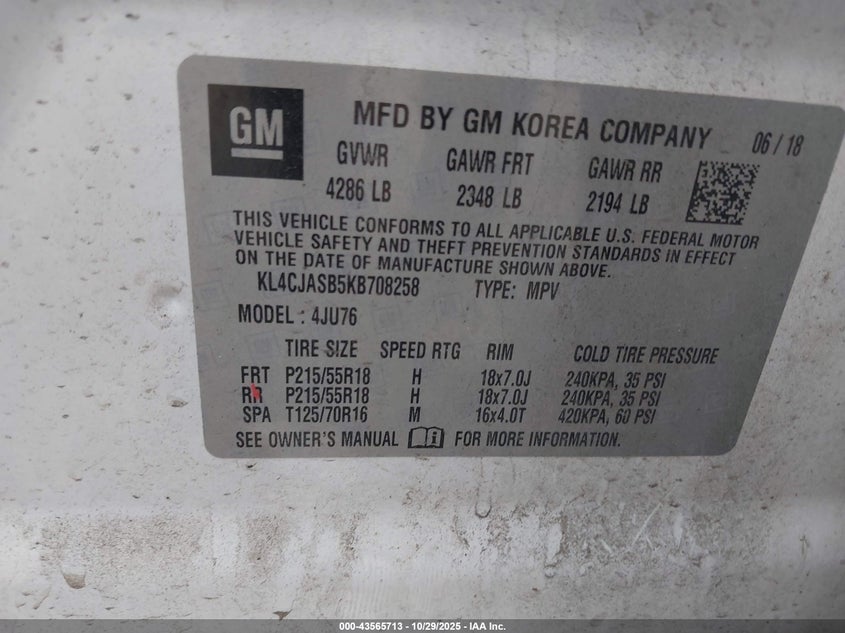 GM
MFD BY GM KOREA COMPANY 06/18
GVWR GAWR FRT GAWR RR
4286 LB 2348 LB 2194 LB
THIS VEHICLE CONFORMS TO ALL APPLICABLE U.S. FEDERAL MOTOR
VEHICLE SAFETY AND THEFT PREVENTION STANDARDS IN EFFECT
ON THE DATE OF MANUFACTURE SHOWN ABOVE.
KL4CJASB5KB708258 TYPE: MPV
MODEL : 4JU76
TIRE SIZE SPEED RTG RIM COLD TIRE PRESSURE
FRT P215/55R18 H 18x7.0J 240KPA, 35 PSI
RR P215/55R18 H 18x7.0J 240KPA, 35 PSI
SPA T125/70R16 M 16x4.0T 420KPA, 60 PSI
SEE OWNER'S MANUAL FOR MORE INFORMATION.
000-43565713 - 10/29/2025 - IAA Inc.